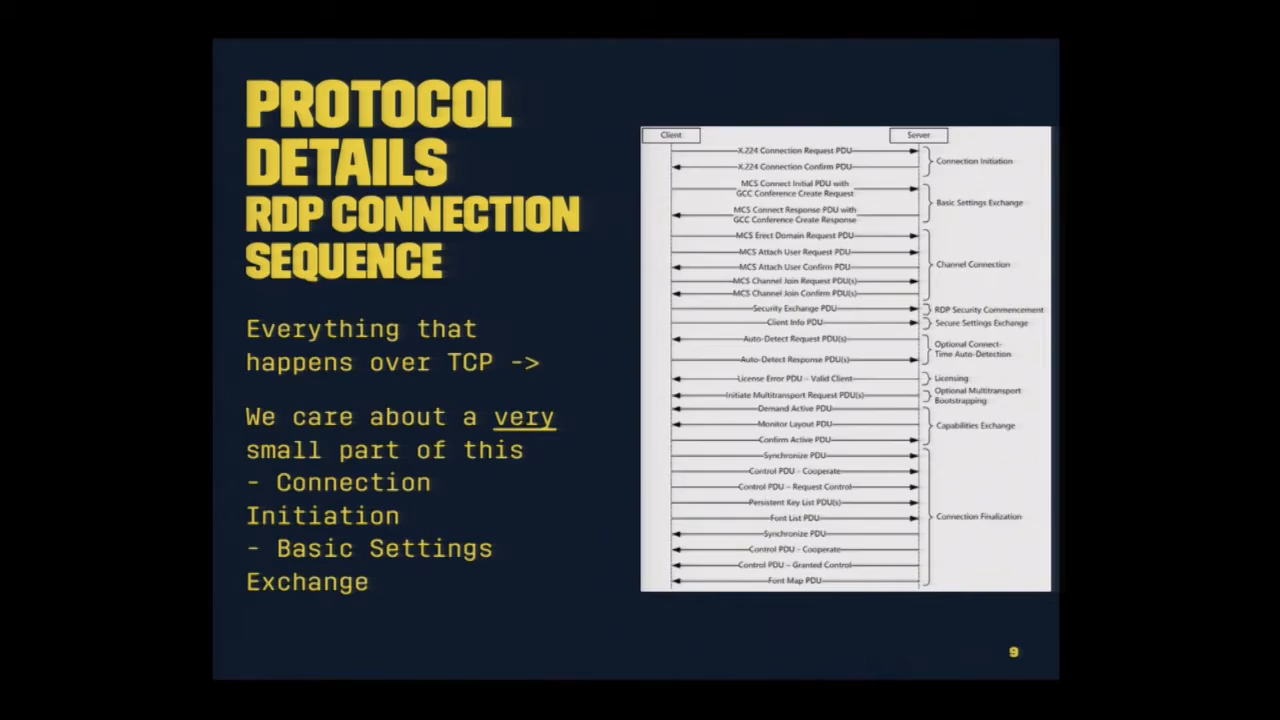 PROTOCOL
DETAILS
RDP CONNECTION
SEQUENCE
Everything that
happens over TCP ->
We care about a very
small part of this
- Connection
Initiation
- Basic Settings
Exchange
Client
Server
X.224 Connection Request PDU
X.224 Connection Confirm PDU
Connection Initiation
MCS Connect Initial PDU with
GCC Conference Create Request
MCS Connect Response PDU with
GCC Conference Create Response
Basic Settings Exchange
MCS Erect Domain Request PDU
MCS Attach User Request PDU
MCS Attach User Confirm PDU
MCS Channel Join Request PDU(s)
MCS Channel Join Confirm PDU(s)
Channel Connection
Security Exchange PDU
RDP Security Commencement
Client Info PDU
Secure Settings Exchange
Auto-Detect Request PDU(s)
Auto-Detect Response PDU(s)
Optional Connect-
Time Auto-Detection
License Error PDU - Valid Client
Licensing
Initiate Multitransport Request PDU(s)
Optional Multitransport
Bootstrapping
Demand Active PDU
Monitor Layout PDU
Confirm Active PDU
Capabilities Exchange
Synchronize PDU
Control PDU - Cooperate
Control PDU - Request Control
Persistent Key List PDU(s)
Font List PDU
Synchronize PDU
Control PDU - Cooperate
Control PDU - Granted Control
Font Map PDU
Connection Finalization
9